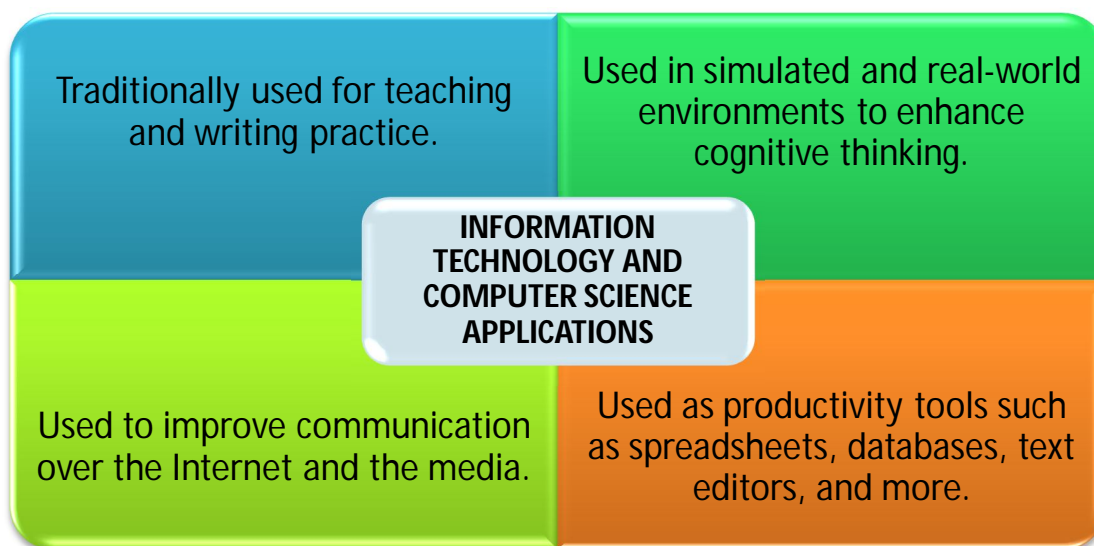 Traditionally used for teaching
and writing practice.
Used in simulated and real-world
environments to enhance
cognitive thinking.
INFORMATION
TECHNOLOGY AND
COMPUTER SCIENCE
APPLICATIONS
Used to improve communication
over the Internet and the media.
Used as productivity tools such
as spreadsheets, databases, text
editors, and more.